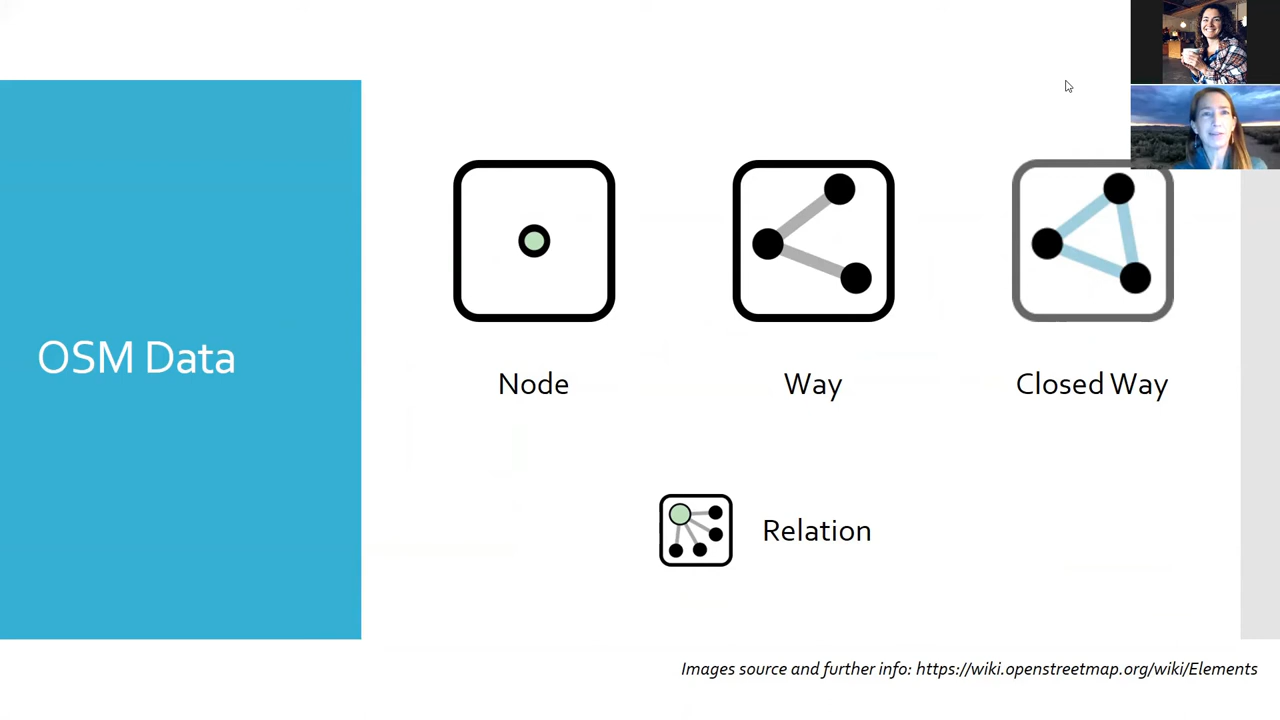 OSM Data
Node
Way
Closed Way
Relation
Images source and further info: https://wiki.openstreetmap.org/wiki/Elements